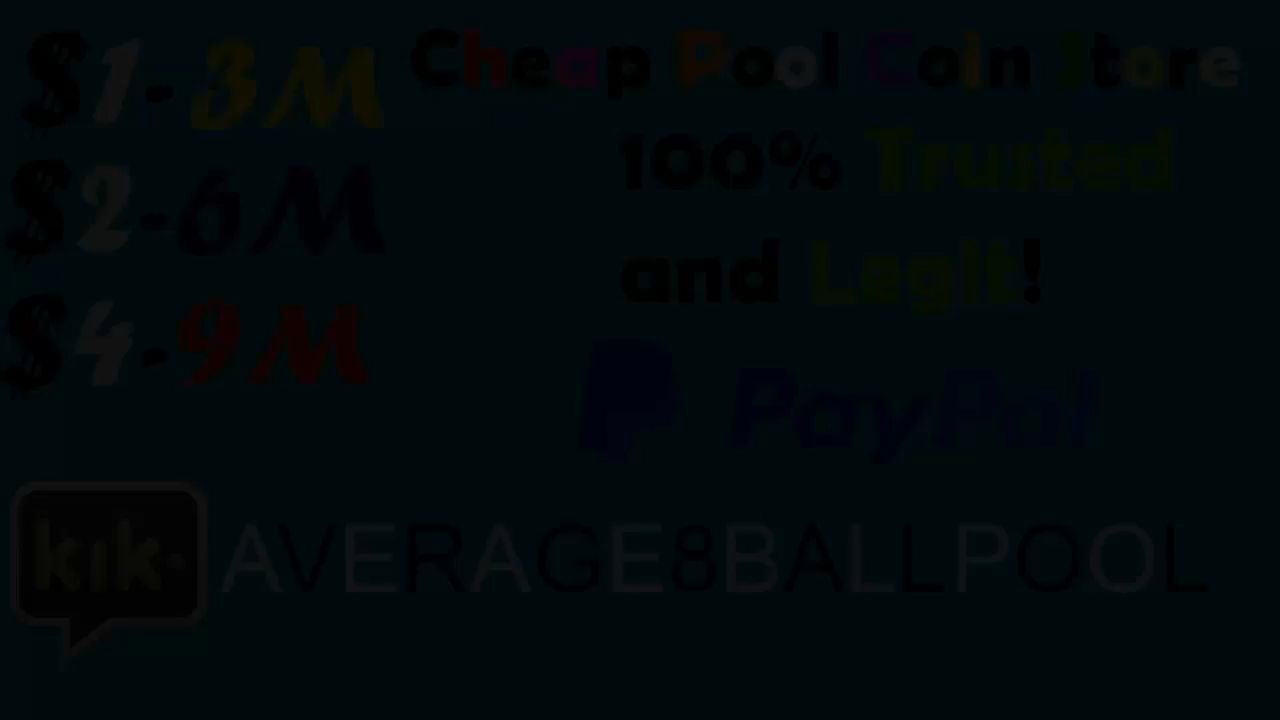 $1-3M
Cheap Pool Coin Store
$2-6M
100% Trusted
and Legit!
$4-9M
PayPal
kik.
AVERAGE8BALLPOOL